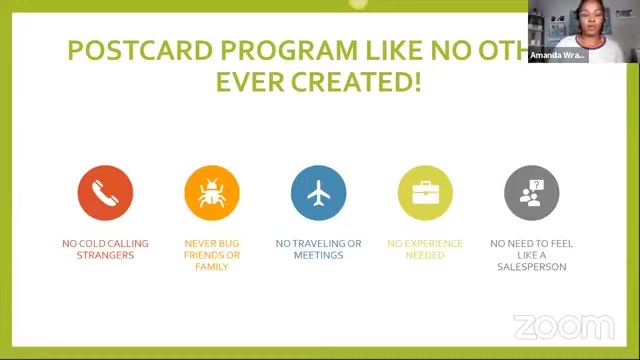 POSTCARD PROGRAM LIKE NO OTH
EVER CREATED!
Amanda Wra...
?
NO COLD CALLING
STRANGERS
NEVER BUG
FRIENDS OR
FAMILY
NO TRAVELING OR
MEETINGS
NO EXPERIENCE
NEEDED
NO NEED TO FEEL
LIKE A
SALESPERSON
zoom